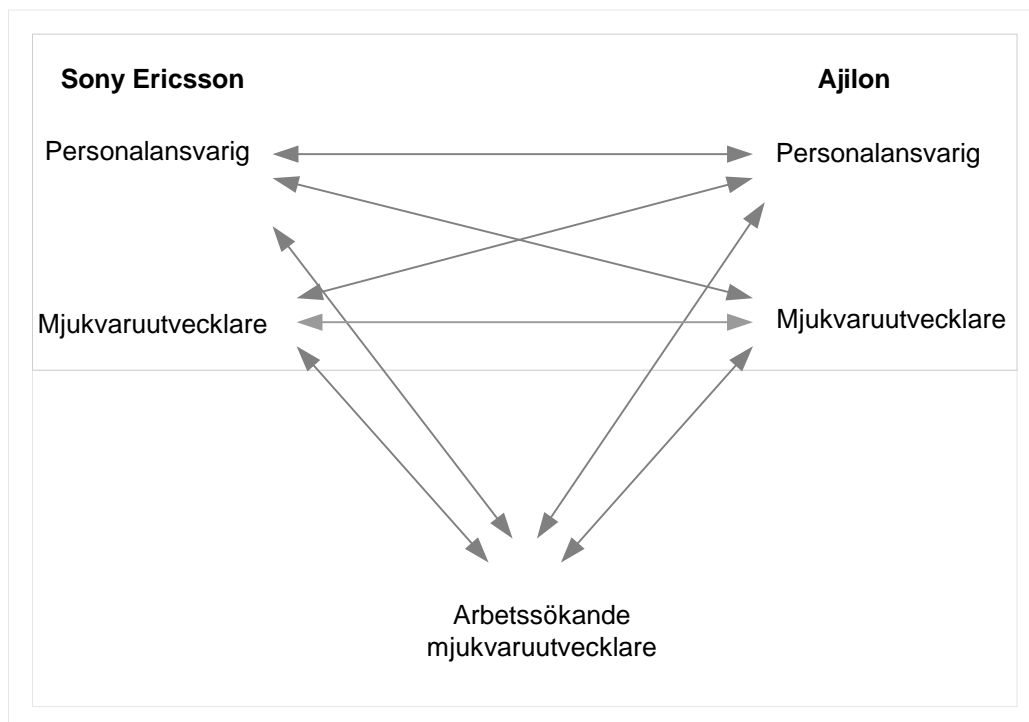 Sony Ericsson
Ajilon
Personalansvarig
Personalansvarig
Mjukvaruutvecklare
Mjukvaruutvecklare
Arbetssökande
mjukvaruutvecklare